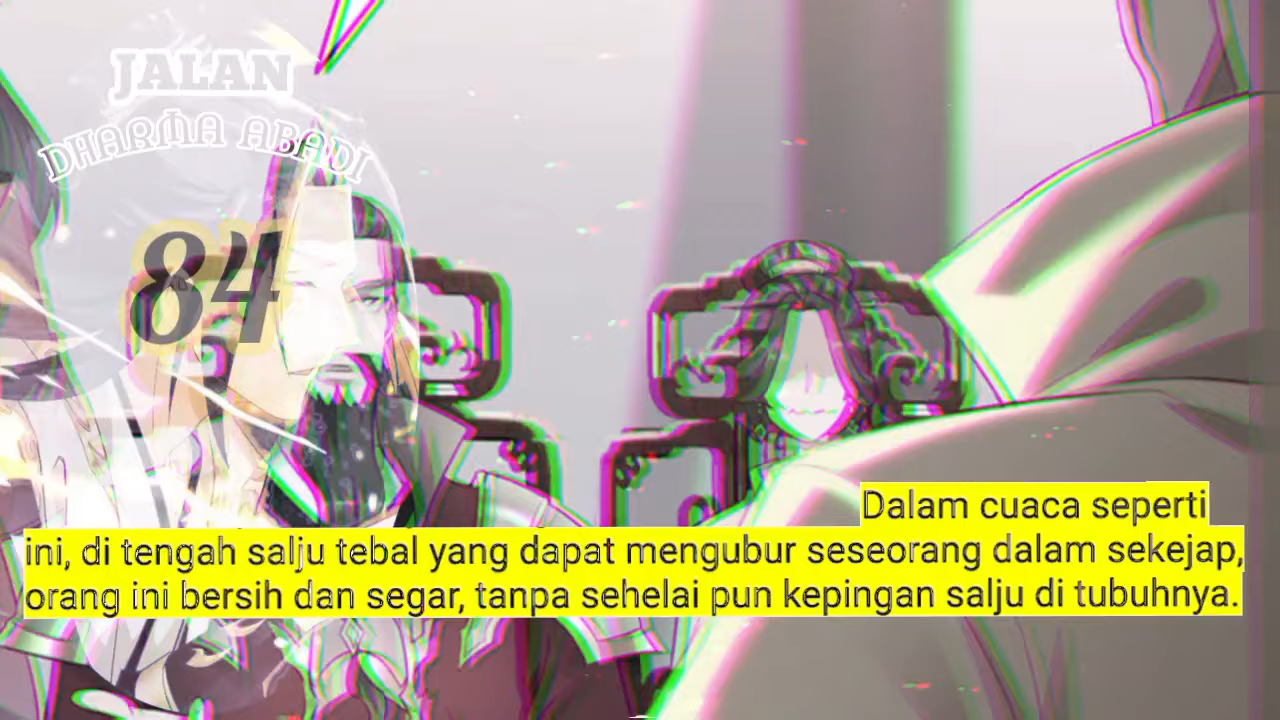 JALAN
DHARMA ABADI
84
Dalam cuaca seperti
ini, di tengah salju tebal yang dapat mengubur seseorang dalam sekejap,
orang ini bersih dan segar, tanpa sehelai pun kepingan salju di tubuhnya.